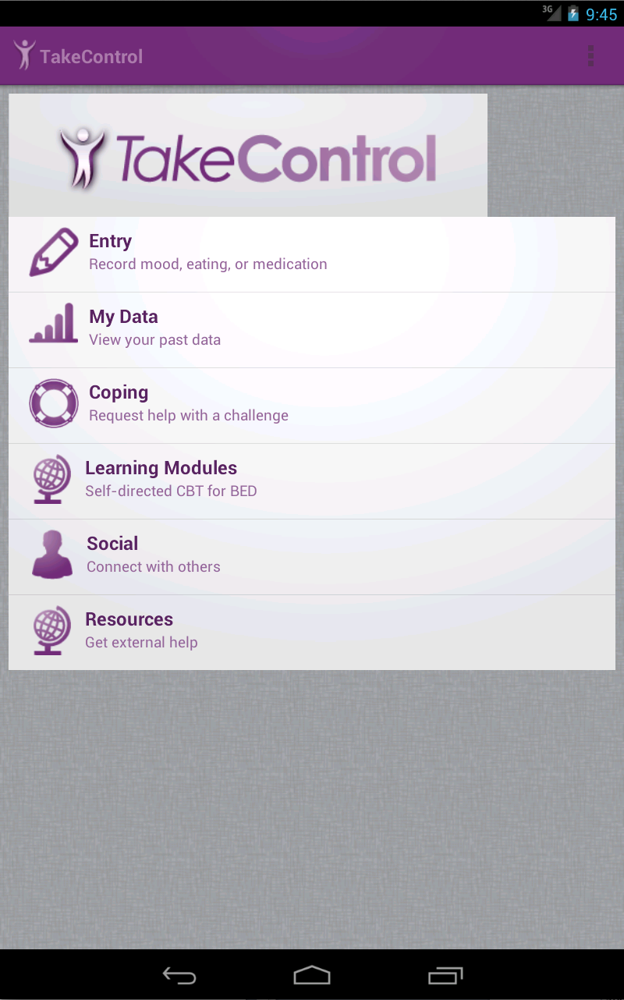 3G 9:45
TakeControl
TakeControl
Entry
Record mood, eating, or medication
My Data
View your past data
Coping
Request help with a challenge
Learning Modules
Self-directed CBT for BED
Social
Connect with others
Resources
Get external help